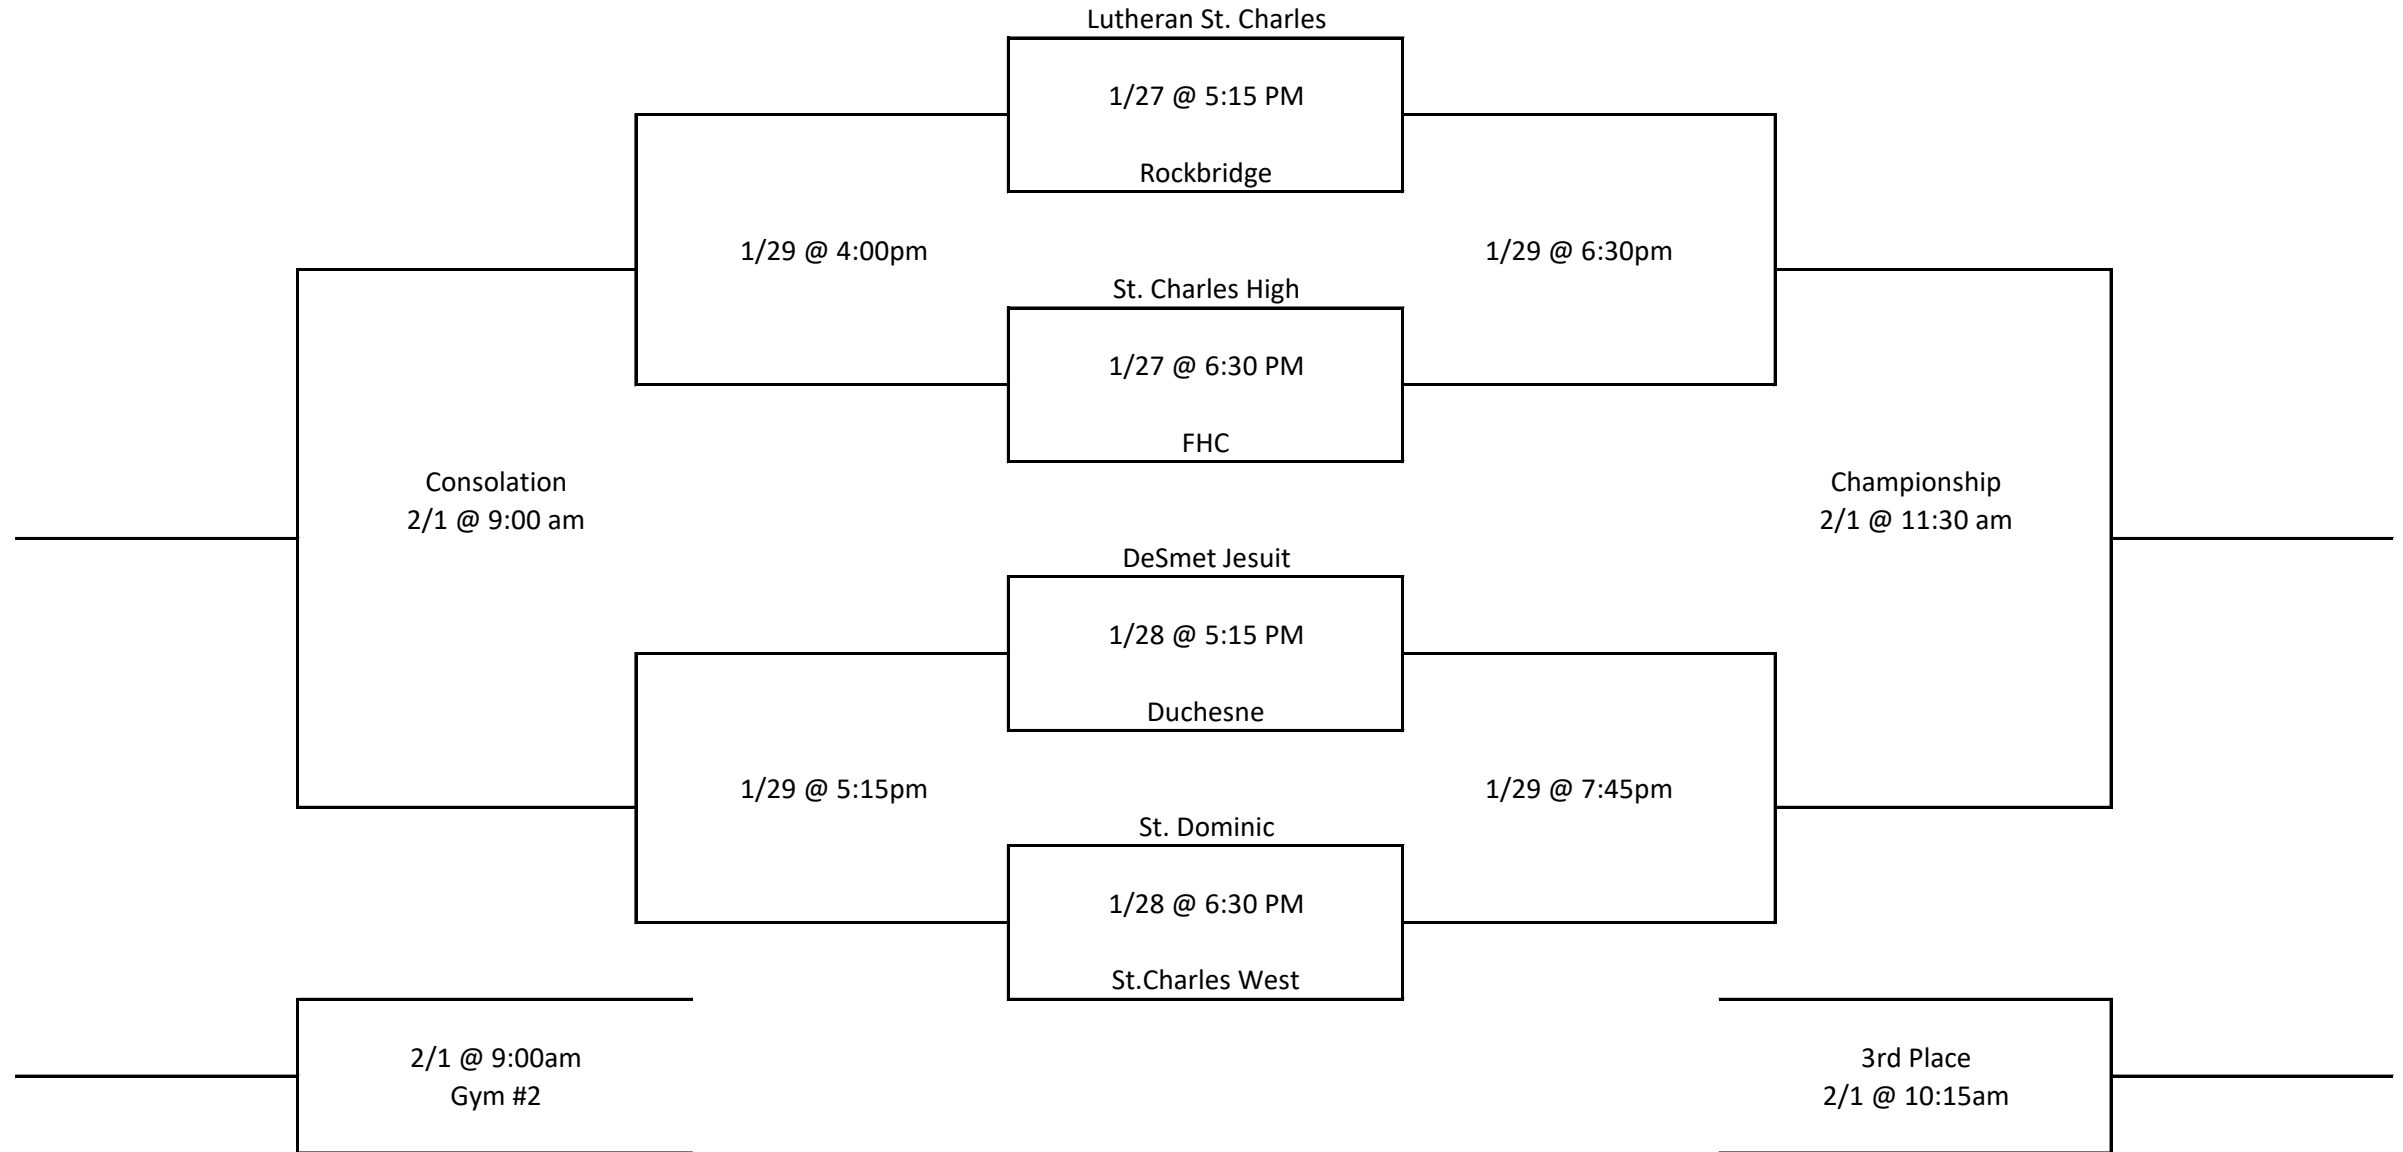 Lutheran St. Charles
1/27 @ 5:15 PM
Rockbridge
1/29 @ 4:00pm
1/29 @ 6:30pm
St. Charles High
1/27 @ 6:30 PM
FHC
Consolation
2/1 @ 9:00 am
Championship
2/1 @ 11:30 am
DeSmet Jesuit
1/28 @ 5:15 PM
Duchesne
1/29 @ 5:15pm
1/29 @ 7:45pm
St. Dominic
1/28 @ 6:30 PM
St.Charles West
2/1 @ 9:00am
Gym #2
3rd Place
2/1 @ 10:15am